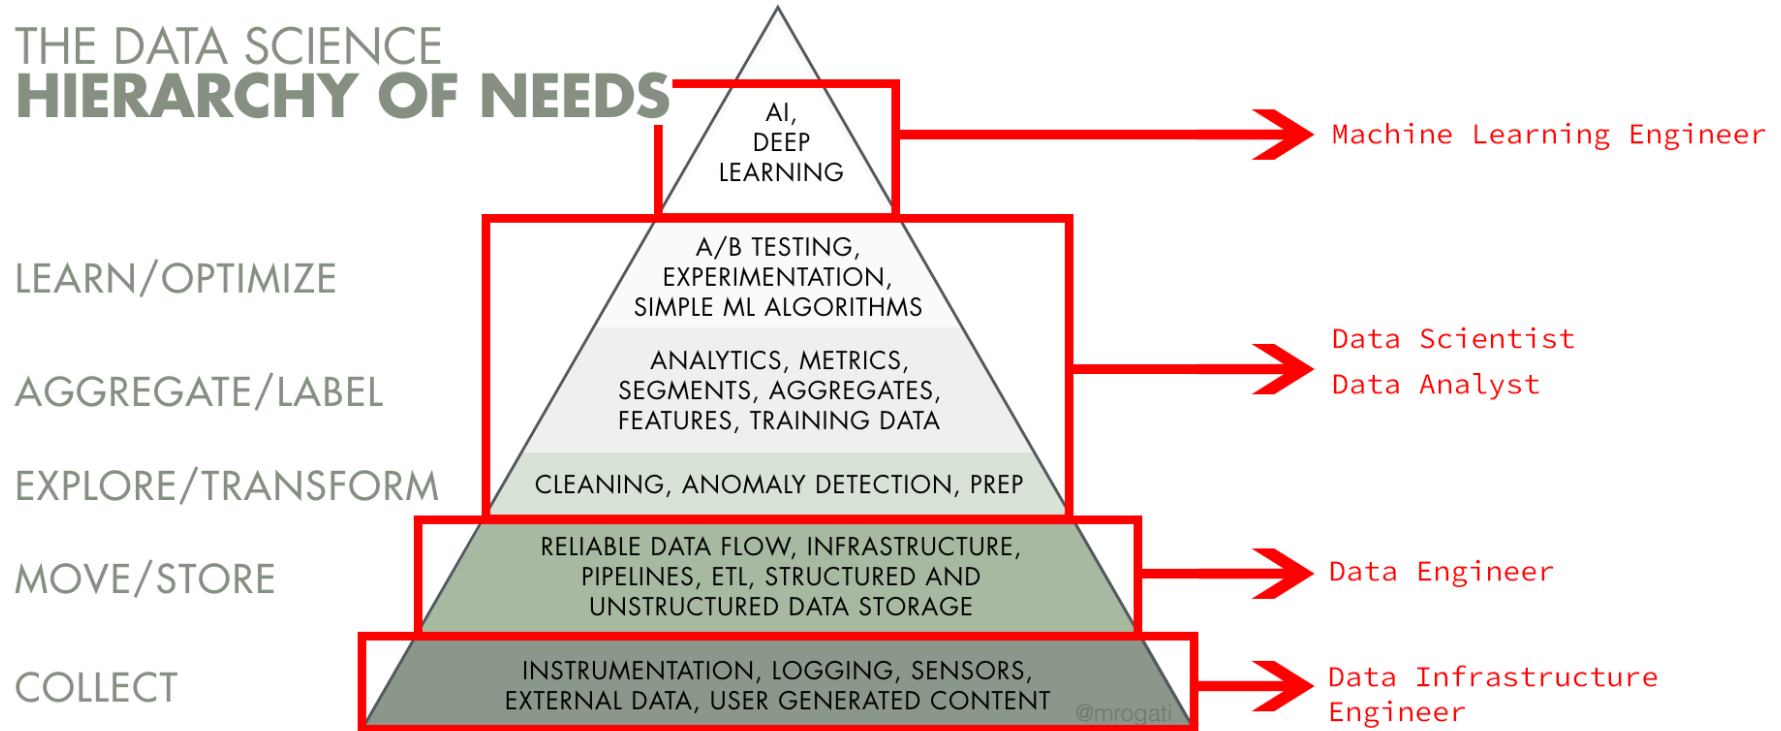 THE DATA SCIENCE
HIERARCHY OF NEEDS
AI,
DEEP
LEARNING
Machine Learning Engineer
LEARN/OPTIMIZE
A/B TESTING,
EXPERIMENTATION,
SIMPLE ML ALGORITHMS
AGGREGATE/LABEL
ANALYTICS, METRICS,
SEGMENTS, AGGREGATES,
FEATURES, TRAINING DATA
Data Scientist
Data Analyst
EXPLORE/TRANSFORM
CLEANING, ANOMALY DETECTION, PREP
MOVE/STORE
RELIABLE DATA FLOW, INFRASTRUCTURE,
PIPELINES, ETL, STRUCTURED AND
UNSTRUCTURED DATA STORAGE
Data Engineer
COLLECT
INSTRUMENTATION, LOGGING, SENSORS,
EXTERNAL DATA, USER GENERATED CONTENT
@mrogati
Data Infrastructure
Engineer